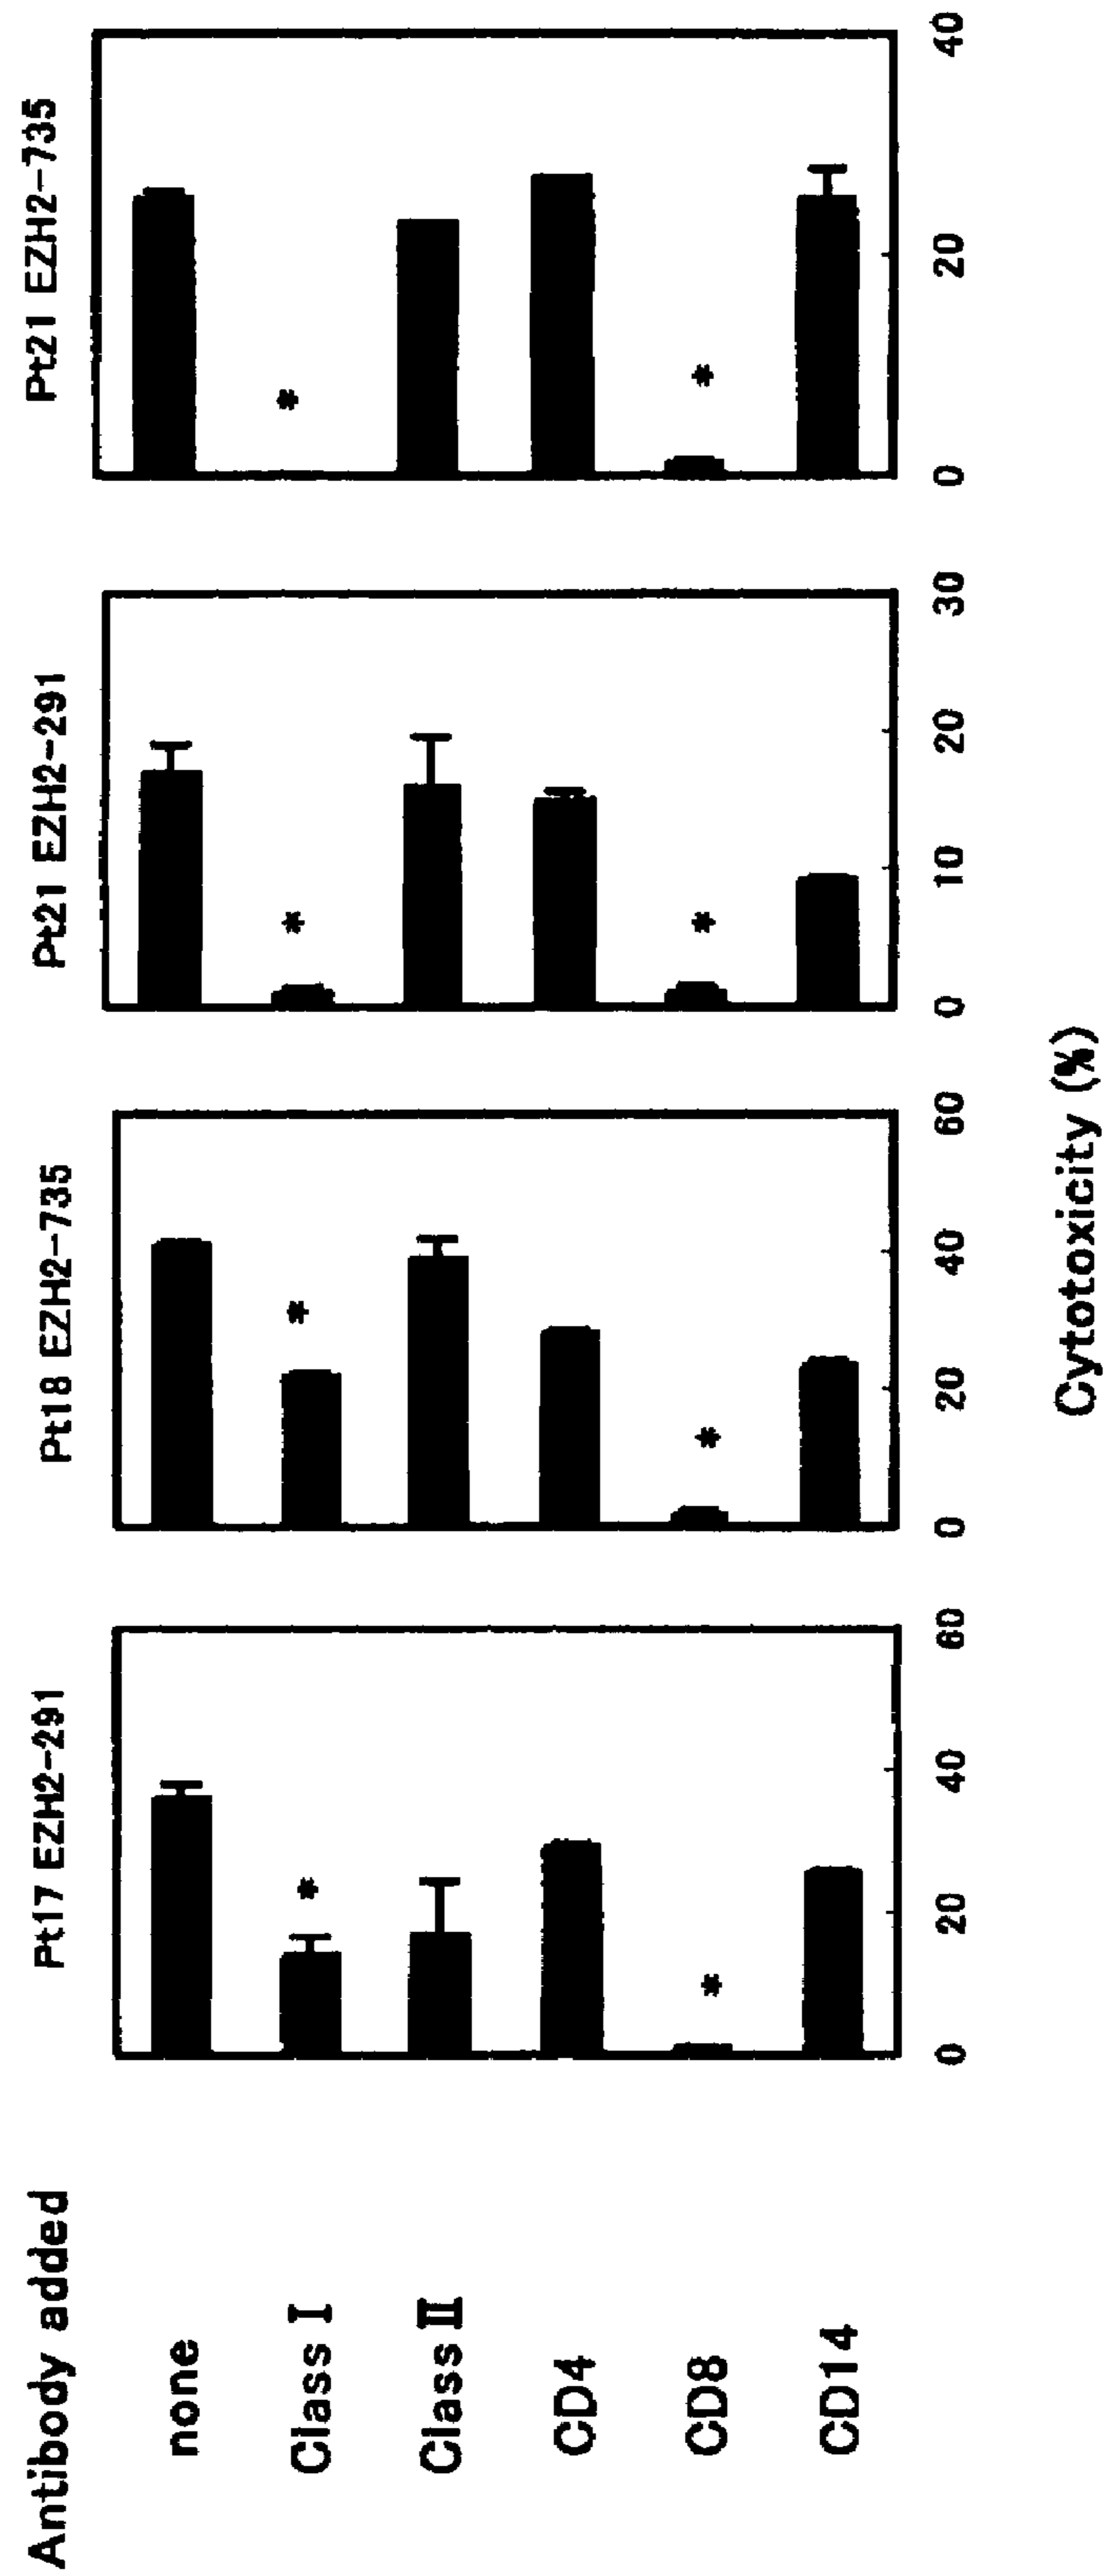 Antibody added
Pt17 EZH2-291
Pt18 EZH2-735
Pt21 EZH2-291
Pt21 EZH2-735
none
Class I
*
*
*
*
Class II
CD4
CD8
*
*
*
*
CD14
0 20 40 60
0 20 40 60
0 10 20 30
0 20 40
Cytotoxicity (%)